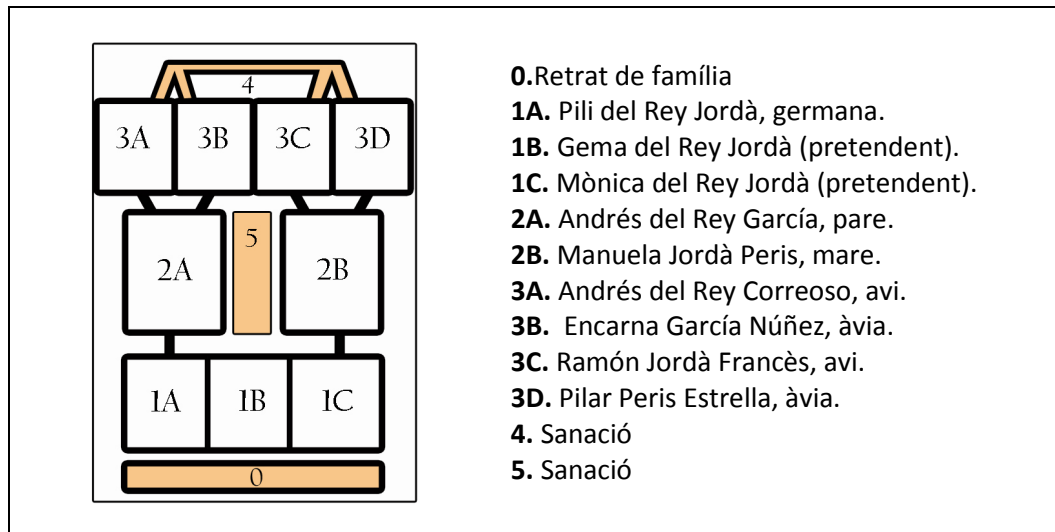 4
3A 3B 3C 3D
5
2A 2B
1A 1B 1C
0
0.Retrat de família
1A. Pili del Rey Jordà, germana.
1B. Gema del Rey Jordà (pretendent).
1C. Mònica del Rey Jordà (pretendent).
2A. Andrés del Rey García, pare.
2B. Manuela Jordà Peris, mare.
3A. Andrés del Rey Correoso, avi.
3B. Encarna García Núñez, àvia.
3C. Ramón Jordà Francès, avi.
3D. Pilar Peris Estrella, àvia.
4. Sanació
5. Sanació